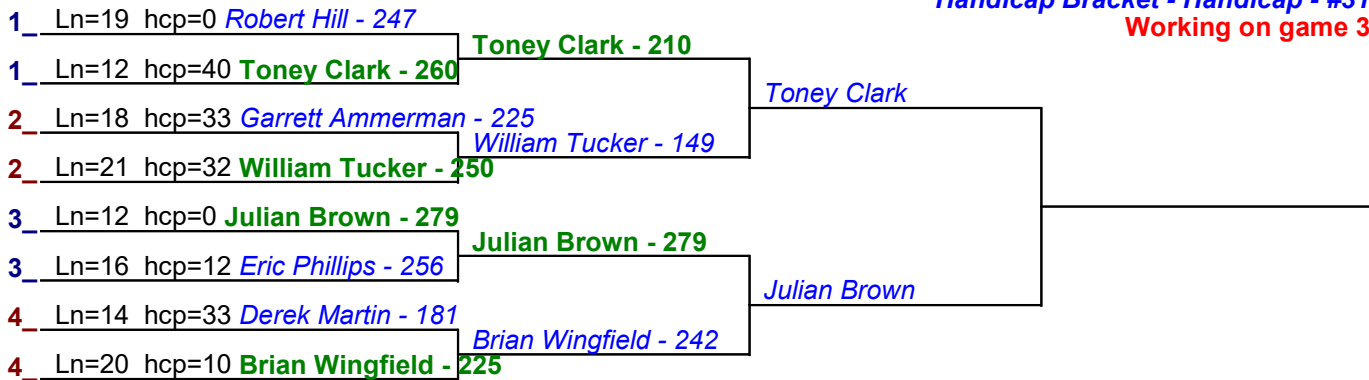 Handicap Bracket - Handicap - #31
Working on game 3
1_ Ln=19 hcp=0 Robert Hill - 247
1_ Ln=12 hcp=40 Toney Clark - 260
2_ Ln=18 hcp=33 Garrett Ammerman - 225
2_ Ln=21 hcp=32 William Tucker - 250
3_ Ln=12 hcp=0 Julian Brown - 279
3_ Ln=16 hcp=12 Eric Phillips - 256
4_ Ln=14 hcp=33 Derek Martin - 181
4_ Ln=20 hcp=10 Brian Wingfield - 225
Toney Clark - 210
William Tucker - 149
Julian Brown - 279
Brian Wingfield - 242
Toney Clark
Julian Brown